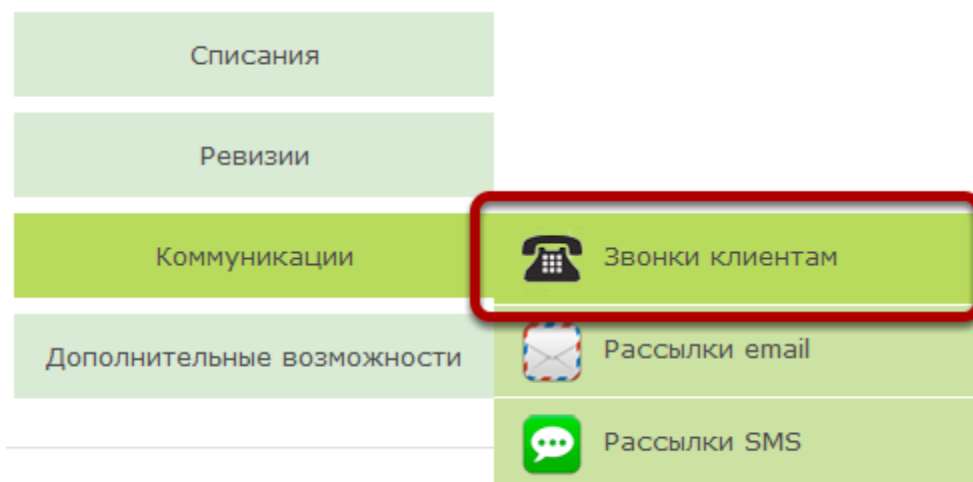 Списания
Ревизии
Коммуникации
Звонки клиентам
Дополнительные возможности
Рассылки email
Рассылки SMS